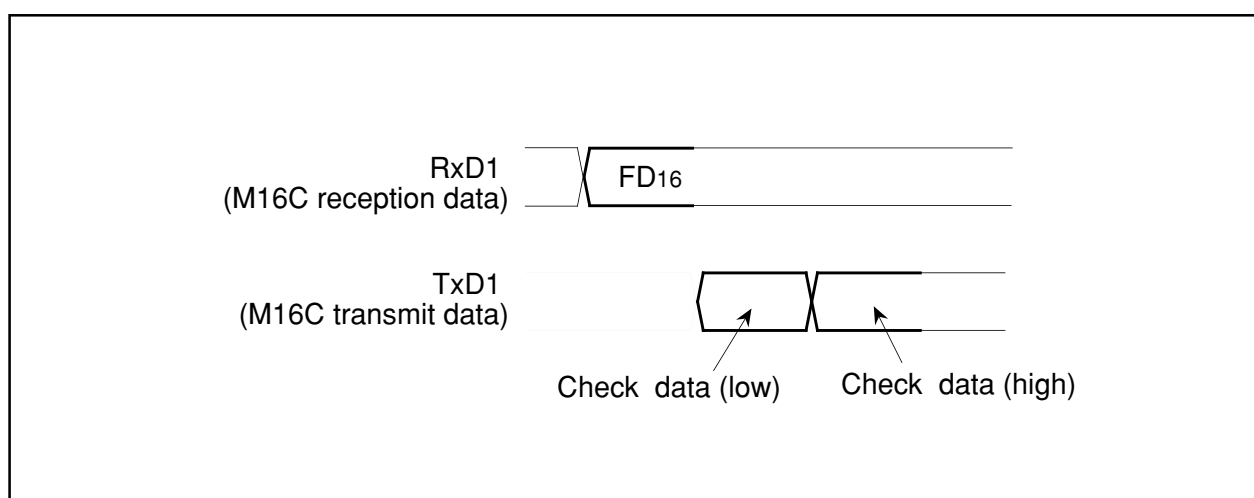 RxD1
(M16C reception data)
FD16
TxD1
(M16C transmit data)
Check data (low)
Check data (high)